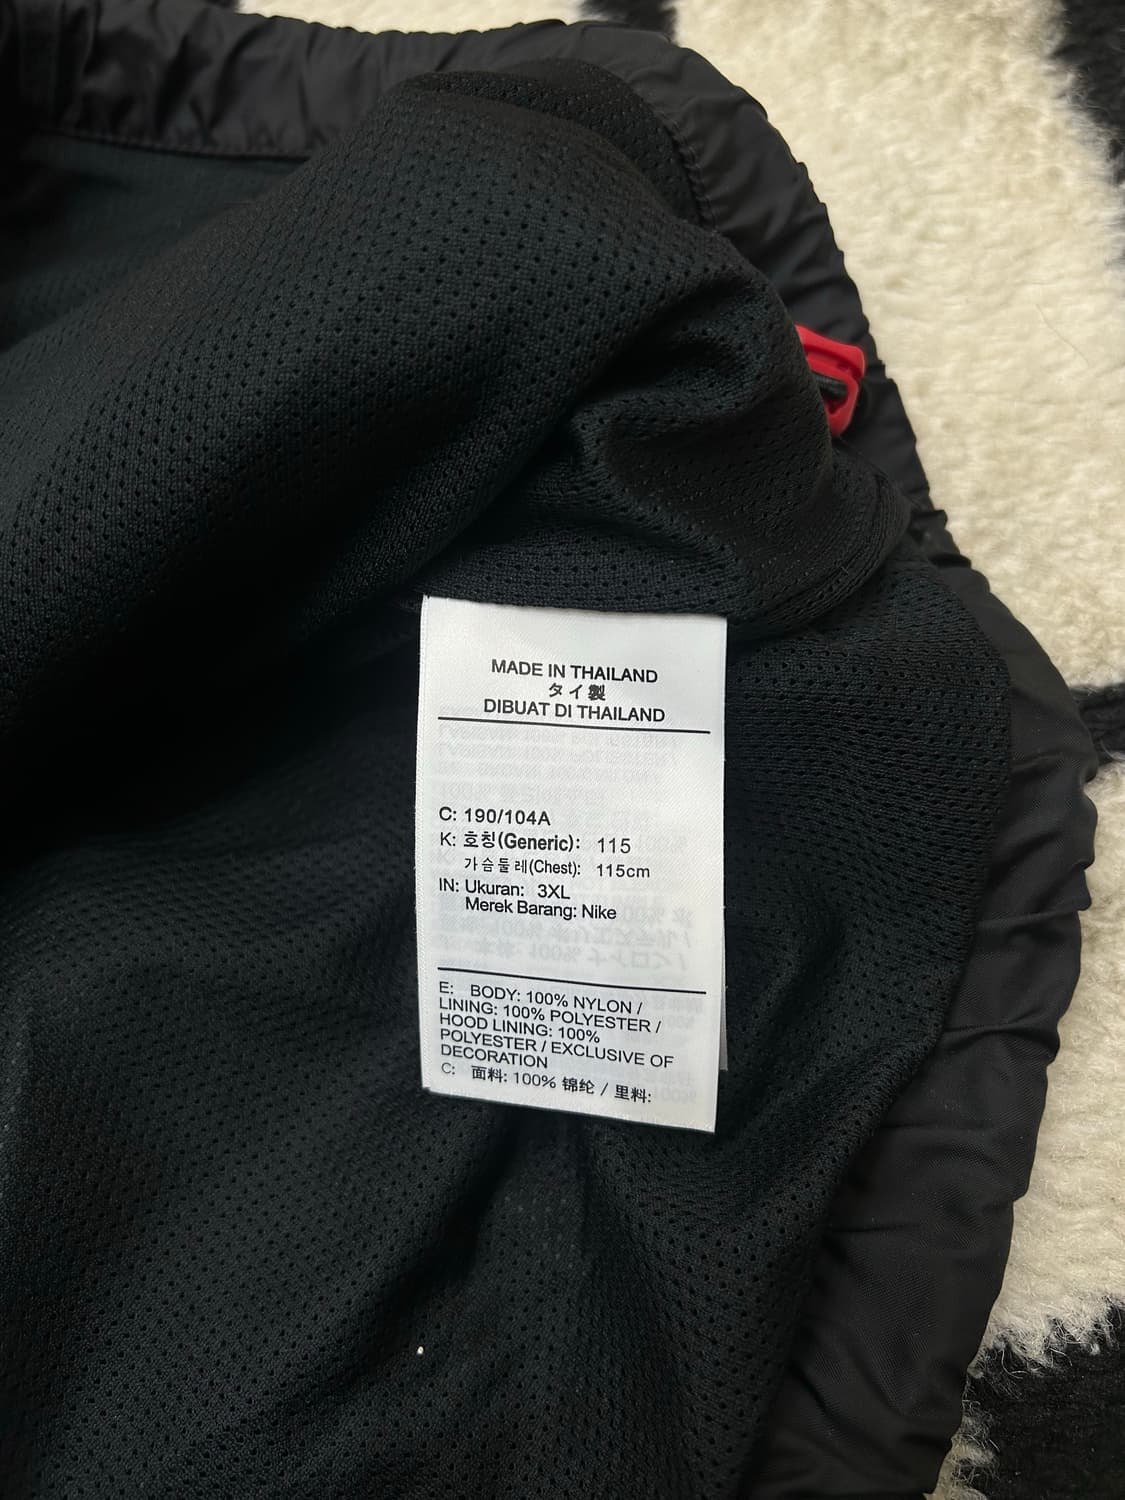 MADE IN THAILAND
タイ製
DIBUAT DI THAILAND
C: 190/104A
K: 호칭(Generic): 115
가슴둘레(Chest): 115cm
IN: Ukuran: 3XL
Merek Barang: Nike
E: BODY: 100% NYLON /
LINING: 100% POLYESTER /
HOOD LINING: 100%
POLYESTER / EXCLUSIVE OF
DECORATION
C: 面料: 100% 锦纶 / 里料: